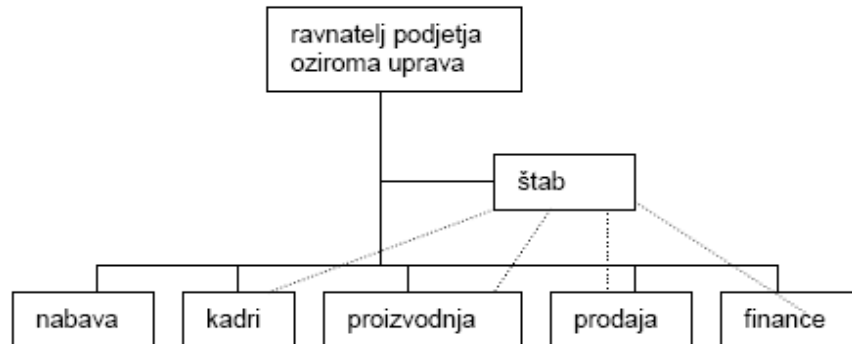 ravnatelj podjetja
oziroma uprava
štab
nabava
kadri
proizvodnja
prodaja
finance